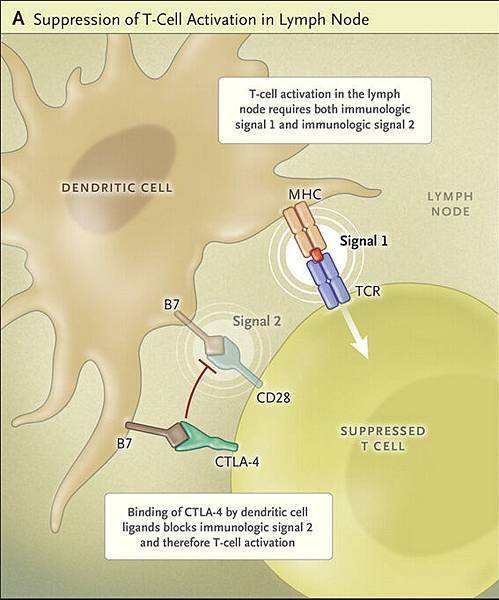 A Suppression of T-Cell Activation in Lymph Node
T-cell activation in the lymph
node requires both immunologic
signal 1 and immunologic signal 2
DENDRITIC CELL
MHC
LYMPH
NODE
Signal 1
TCR
B7
Signal 2
CD28
SUPPRESSED
T CELL
B7
CTLA-4
Binding of CTLA-4 by dendritic cell
ligands blocks immunologic signal 2
and therefore T-cell activation